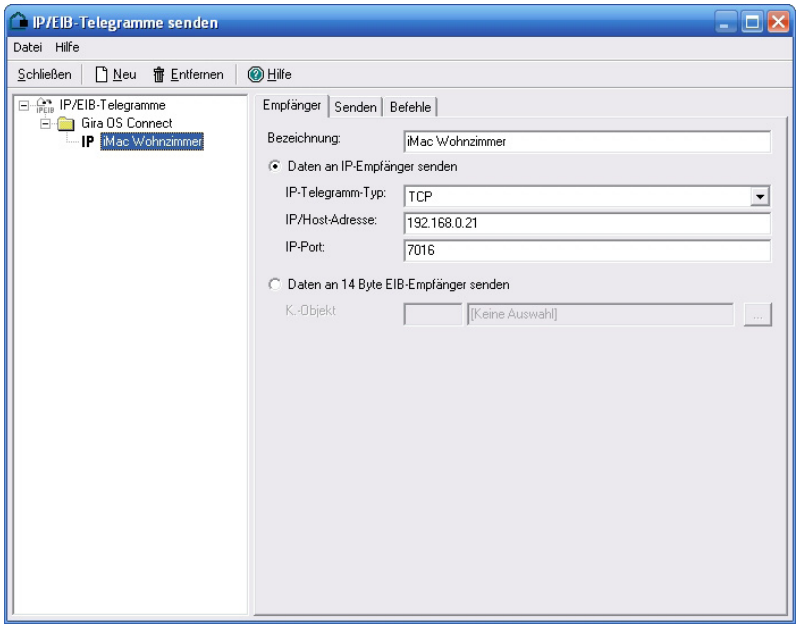 IP/EIB-Telegramme senden
Datei Hilfe
Schließen Neu Entfernen Hilfe
IP/EIB-Telegramme
Gira OS Connect
IP iMac Wohnzimmer
Empfänger Senden Befehle
Bezeichnung: iMac Wohnzimmer
Daten an IP-Empfänger senden
IP-Telegramm-Typ: TCP
IP/Host-Adresse: 192.168.0.21
IP-Port: 7016
Daten an 14 Byte EIB-Empfänger senden
K.-Objekt [Keine Auswahl] ...